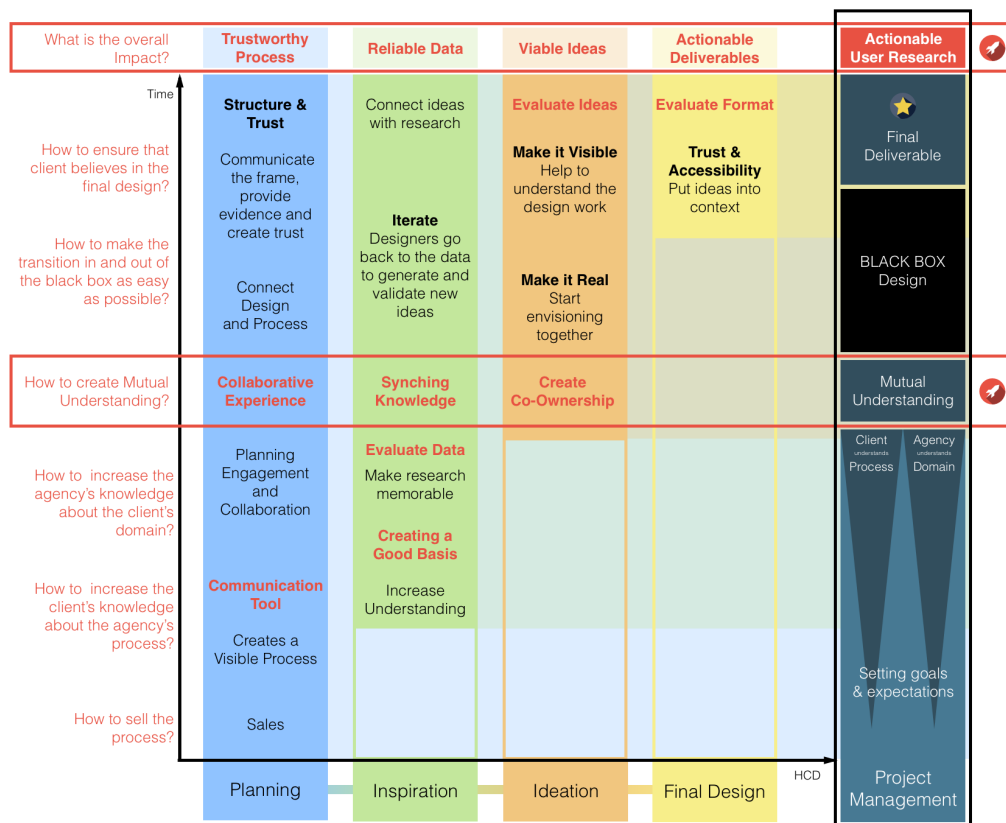 What is the overall
Impact?
Trustworthy
Process
Reliable Data
Viable Ideas
Actionable
Deliverables
Actionable
User Research
Time
How to ensure that
client believes in the
final design?
How to make the
transition in and out of
the black box as easy
as possible?
How to create Mutual
Understanding?
How to  increase the
agency's knowledge
about the client's
domain?
How to  increase the
client's knowledge
about the agency's
process?
How to sell the
process?
Structure &
Trust
Communicate
the frame,
provide
evidence and
create trust
Connect
Design
and Process
Collaborative
Experience
Planning
Engagement
and
Collaboration
Communication
Tool
Creates a
Visible Process
Sales
Planning
Connect ideas
with research
Iterate
Designers go
back to the data
to generate and
validate new
ideas
Synching
Knowledge
Evaluate Data
Make research
memorable
Creating a
Good Basis
Increase
Understanding
Inspiration
Evaluate Ideas
Make it Visible
Help to
understand the
design work
Make it Real
Start
envisioning
together
Create
Co-Ownership
Ideation
Evaluate Format
Trust &
Accessibility
Put ideas into
context
Final Design
HCD
Final
Deliverable
BLACK BOX
Design
Mutual
Understanding
Client
understands
Process
Agency
understands
Domain
Setting goals
& expectations
Project
Management